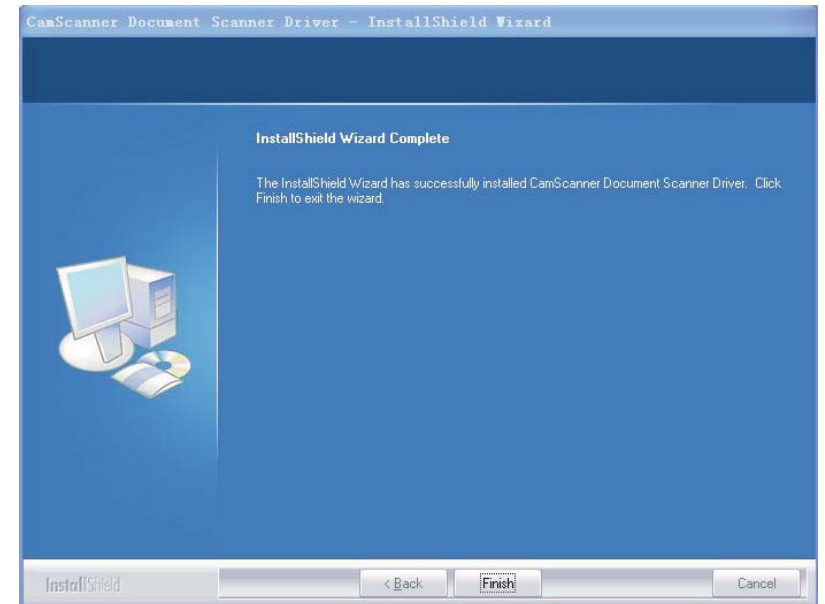 CamScanner Document Scanner Driver - InstallShield Wizard
InstallShield Wizard Complete
The InstallShield Wizard has successfully installed CamScanner Document Scanner Driver. Click
Finish to exit the wizard.
InstallShield
< Back
Finish
Cancel